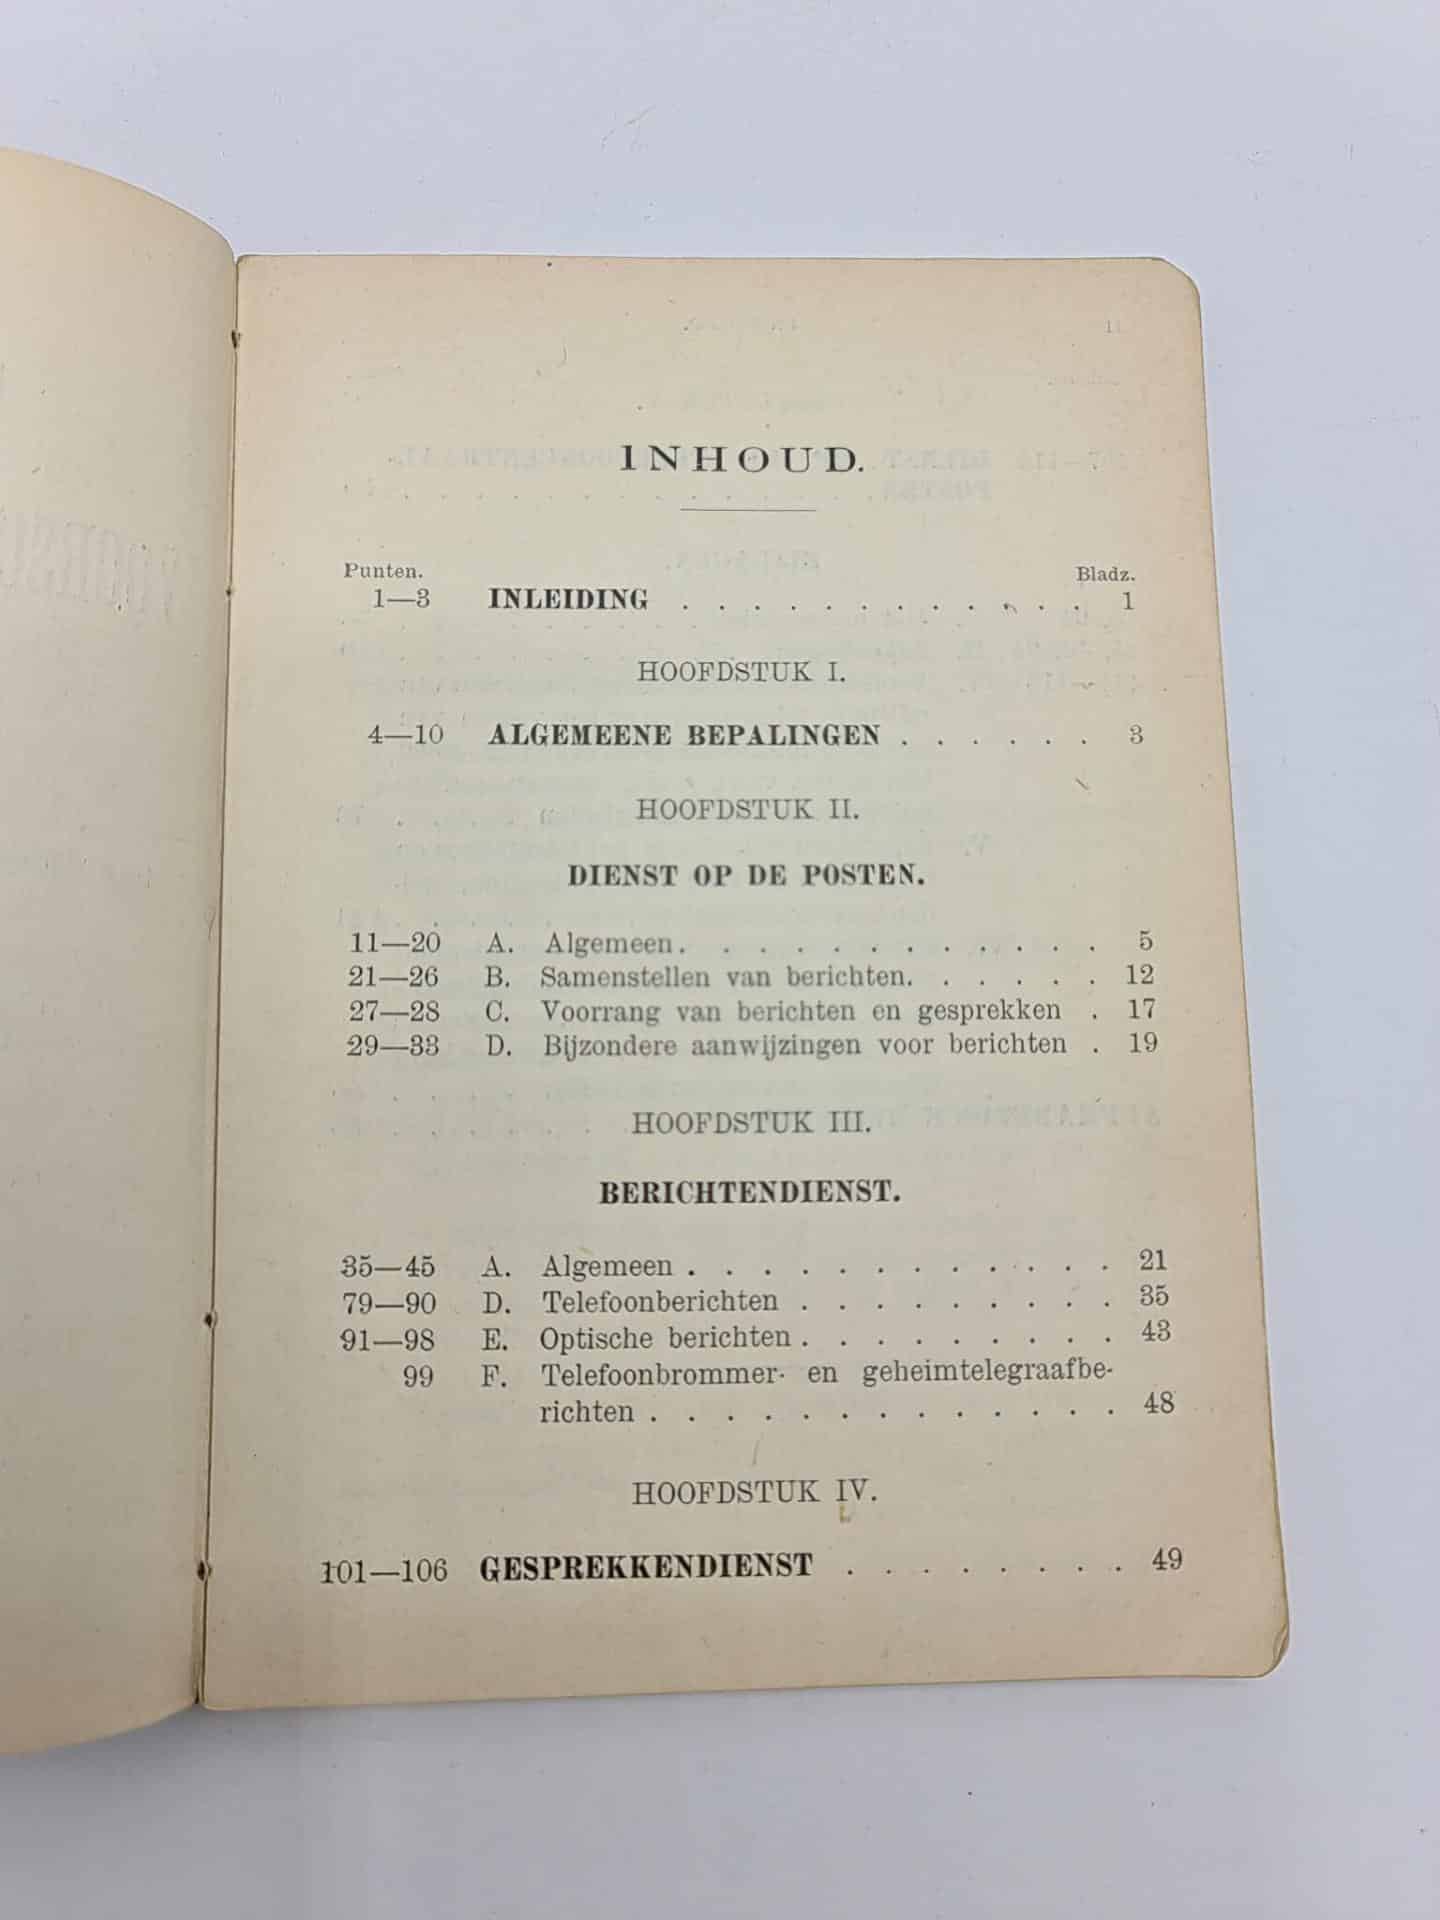 INHOUD.
Punten. Bladz.
1—3 INLEIDING . . . . . . . . . . . 1
HOOFDSTUK I.
4—10 ALGEMEENE BEPALINGEN . . . . . . 3
HOOFDSTUK II.
DIENST OP DE POSTEN.
11—20 A. Algemeen. . . . . . . . . . . . 5
21—26 B. Samenstellen van berichten. . . . . . 12
27—28 C. Voorrang van berichten en gesprekken . 17
29—33 D. Bijzondere aanwijzingen voor berichten . 19
HOOFDSTUK III.
BERICHTENDIENST.
35—45 A. Algemeen . . . . . . . . . . . . 21
79—90 D. Telefoonberichten . . . . . . . . . 35
91—98 E. Optische berichten . . . . . . . . . 43
99 F. Telefoonbrommer- en geheimtelegraafbe-
richten . . . . . . . . . . . . . 48
HOOFDSTUK IV.
101—106 GESPREKKENDIENST . . . . . . . . 49